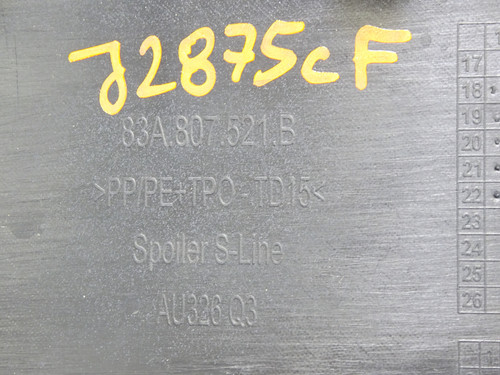 J2875cF
83A.807.521.B
>PP/PE+TPO-TD15<
Spoiler S-Line
AU326 Q3
17
18
19
20
21
22
23
24
25
26